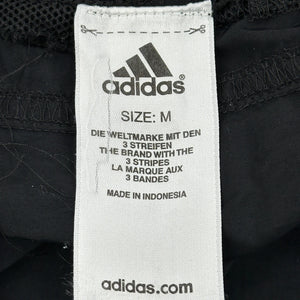 adidas
SIZE: M
DIE WELTMARKE MIT DEN
3 STREIFEN
THE BRAND WITH THE
3 STRIPES
LA MARQUE AUX
3 BANDES
MADE IN INDONESIA
adidas.com